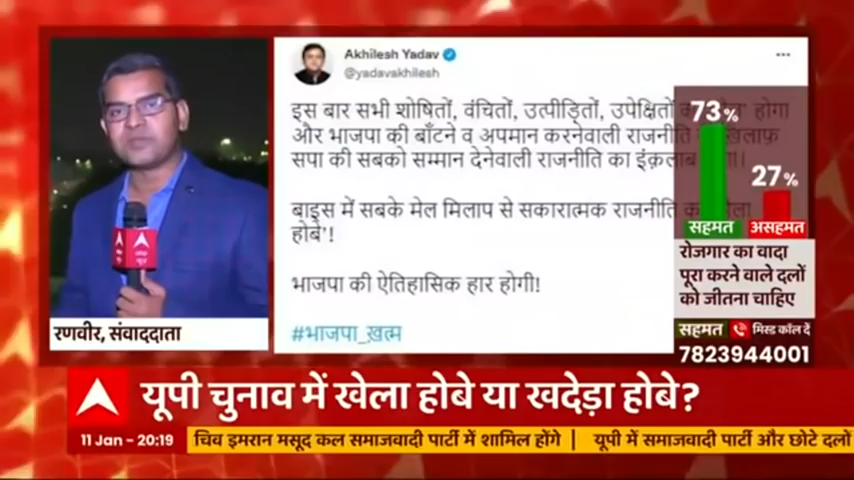 Akhilesh Yadav
@yadavakhilesh
इस बार सभी शोषितों, वंचितों, उत्पीड़ितों, उपेक्षितों होगा
और भाजपा की बाँटने व अपमान करनेवाली राजनीति
सपा की सबको सम्मान देनेवाली राजनीति का इंक़लाब
बाइस में सबके मेल मिलाप से सकारात्मक राजनीति
होबे'!
भाजपा की ऐतिहासिक हार होगी!
#भाजपा_ख़त्म
73%
27%
सहमत असहमत
रोजगार का वादा
पूरा करने वाले दलों
को जीतना चाहिए
सहमत मिस्ड कॉल दें
7823944001
रणवीर, संवाददाता
यूपी चुनाव में खेला होबे या खदेड़ा होबे?
11 Jan - 20:19
चिव इमरान मसूद कल समाजवादी पार्टी में शामिल होंगे | यूपी में समाजवादी पार्टी और छोटे दलों